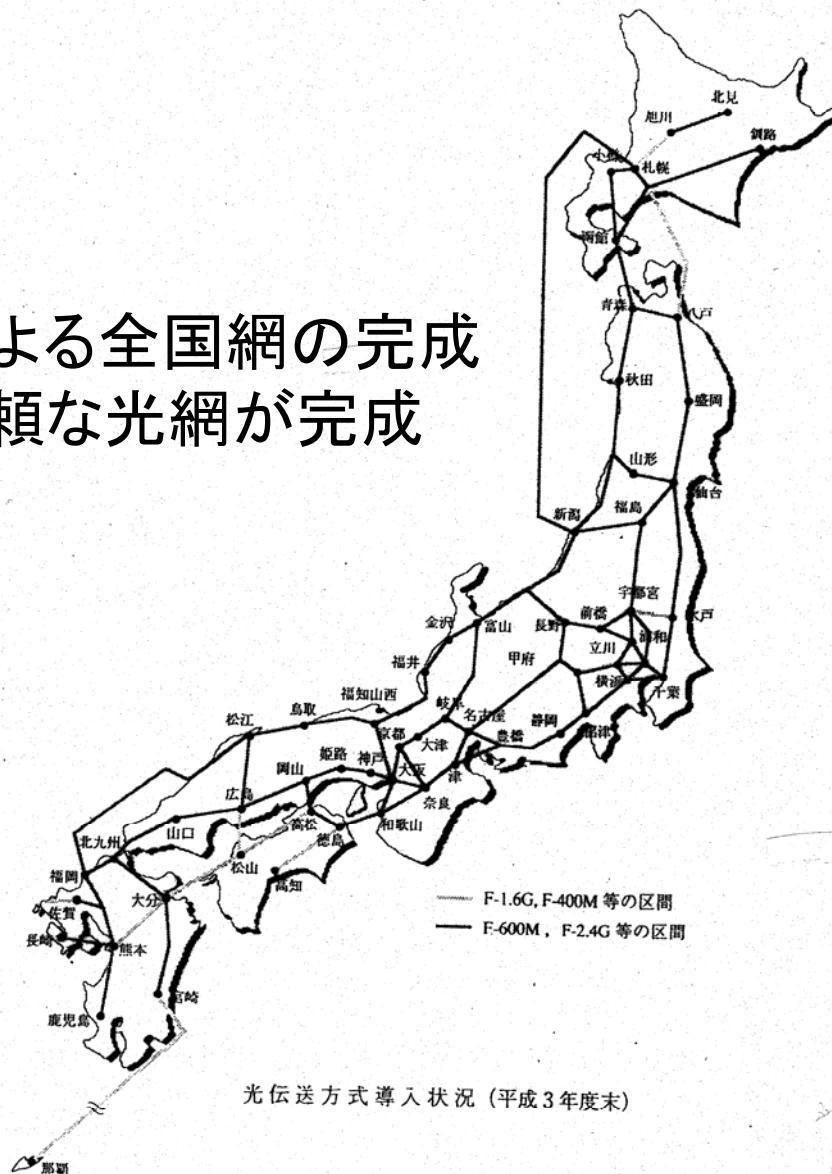 よる全国網の完成
頼な光網が完成
北見
旭川
釧路
小樽
札幌
函館
青森
八戸
秋田
盛岡
山形
仙台
福島
新潟
宇都宮
水戸
前橋
浦和
金沢
富山
長野
立川
福井
甲府
横浜
千葉
福知山西
岐阜
名古屋
静岡
沼津
鳥取
松江
京都
大津
豊橋
姫路
神戸
岡山
大阪
津
広島
奈良
高松
和歌山
山口
徳島
北九州
松山
高知
福岡
大分
佐賀
長崎
熊本
宮崎
鹿児島
那覇
F-1.6G, F-400M 等の区間
F-600M , F-2.4G 等の区間
光伝送方式導入状況 (平成3年度末)